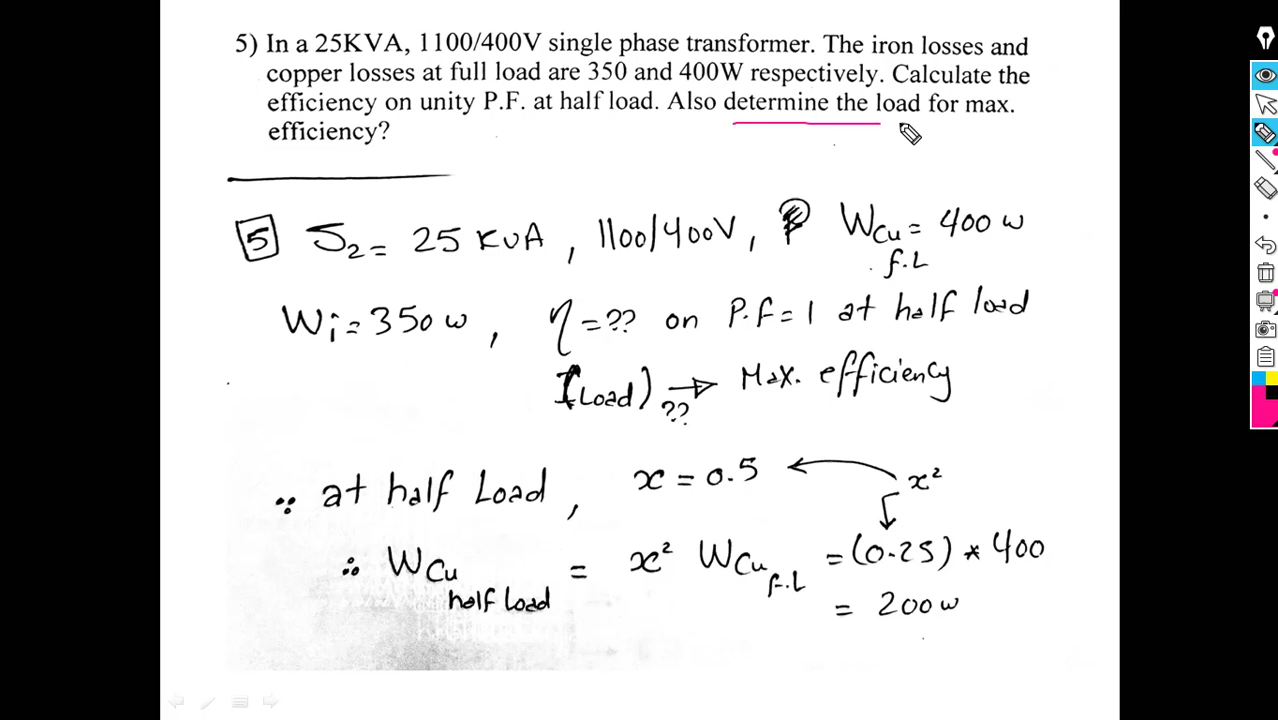 5) In a 25KVA, 1100/400V single phase transformer. The iron losses and
copper losses at full load are 350 and 400W respectively. Calculate the
efficiency on unity P.F. at half load. Also determine the load for max.
efficiency?
5 S₂ = 25 KVA , 1100/400V , WCu F.L = 400 w
Wi = 350 w , η = ?? on P.F = 1 at half load
(Load) ?? → Max. efficiency
∵ at half Load , x = 0.5 ← x²
∴ WCu half load = x² WCu F.L = (0.25) * 400
= 200 w